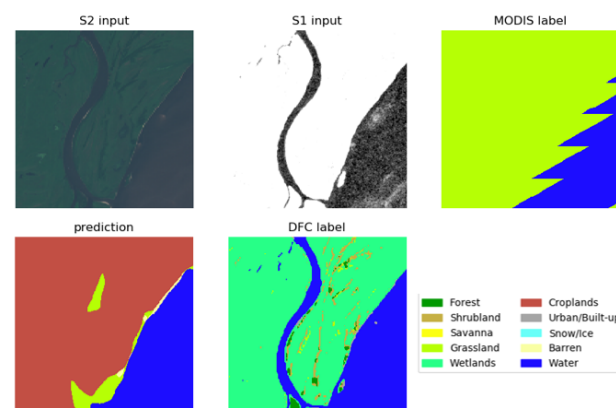 S2 input
S1 input
MODIS label
prediction
DFC label
Forest
Shrubland
Savanna
Grassland
Wetlands
Croplands
Urban/Built-up
Snow/Ice
Barren
Water